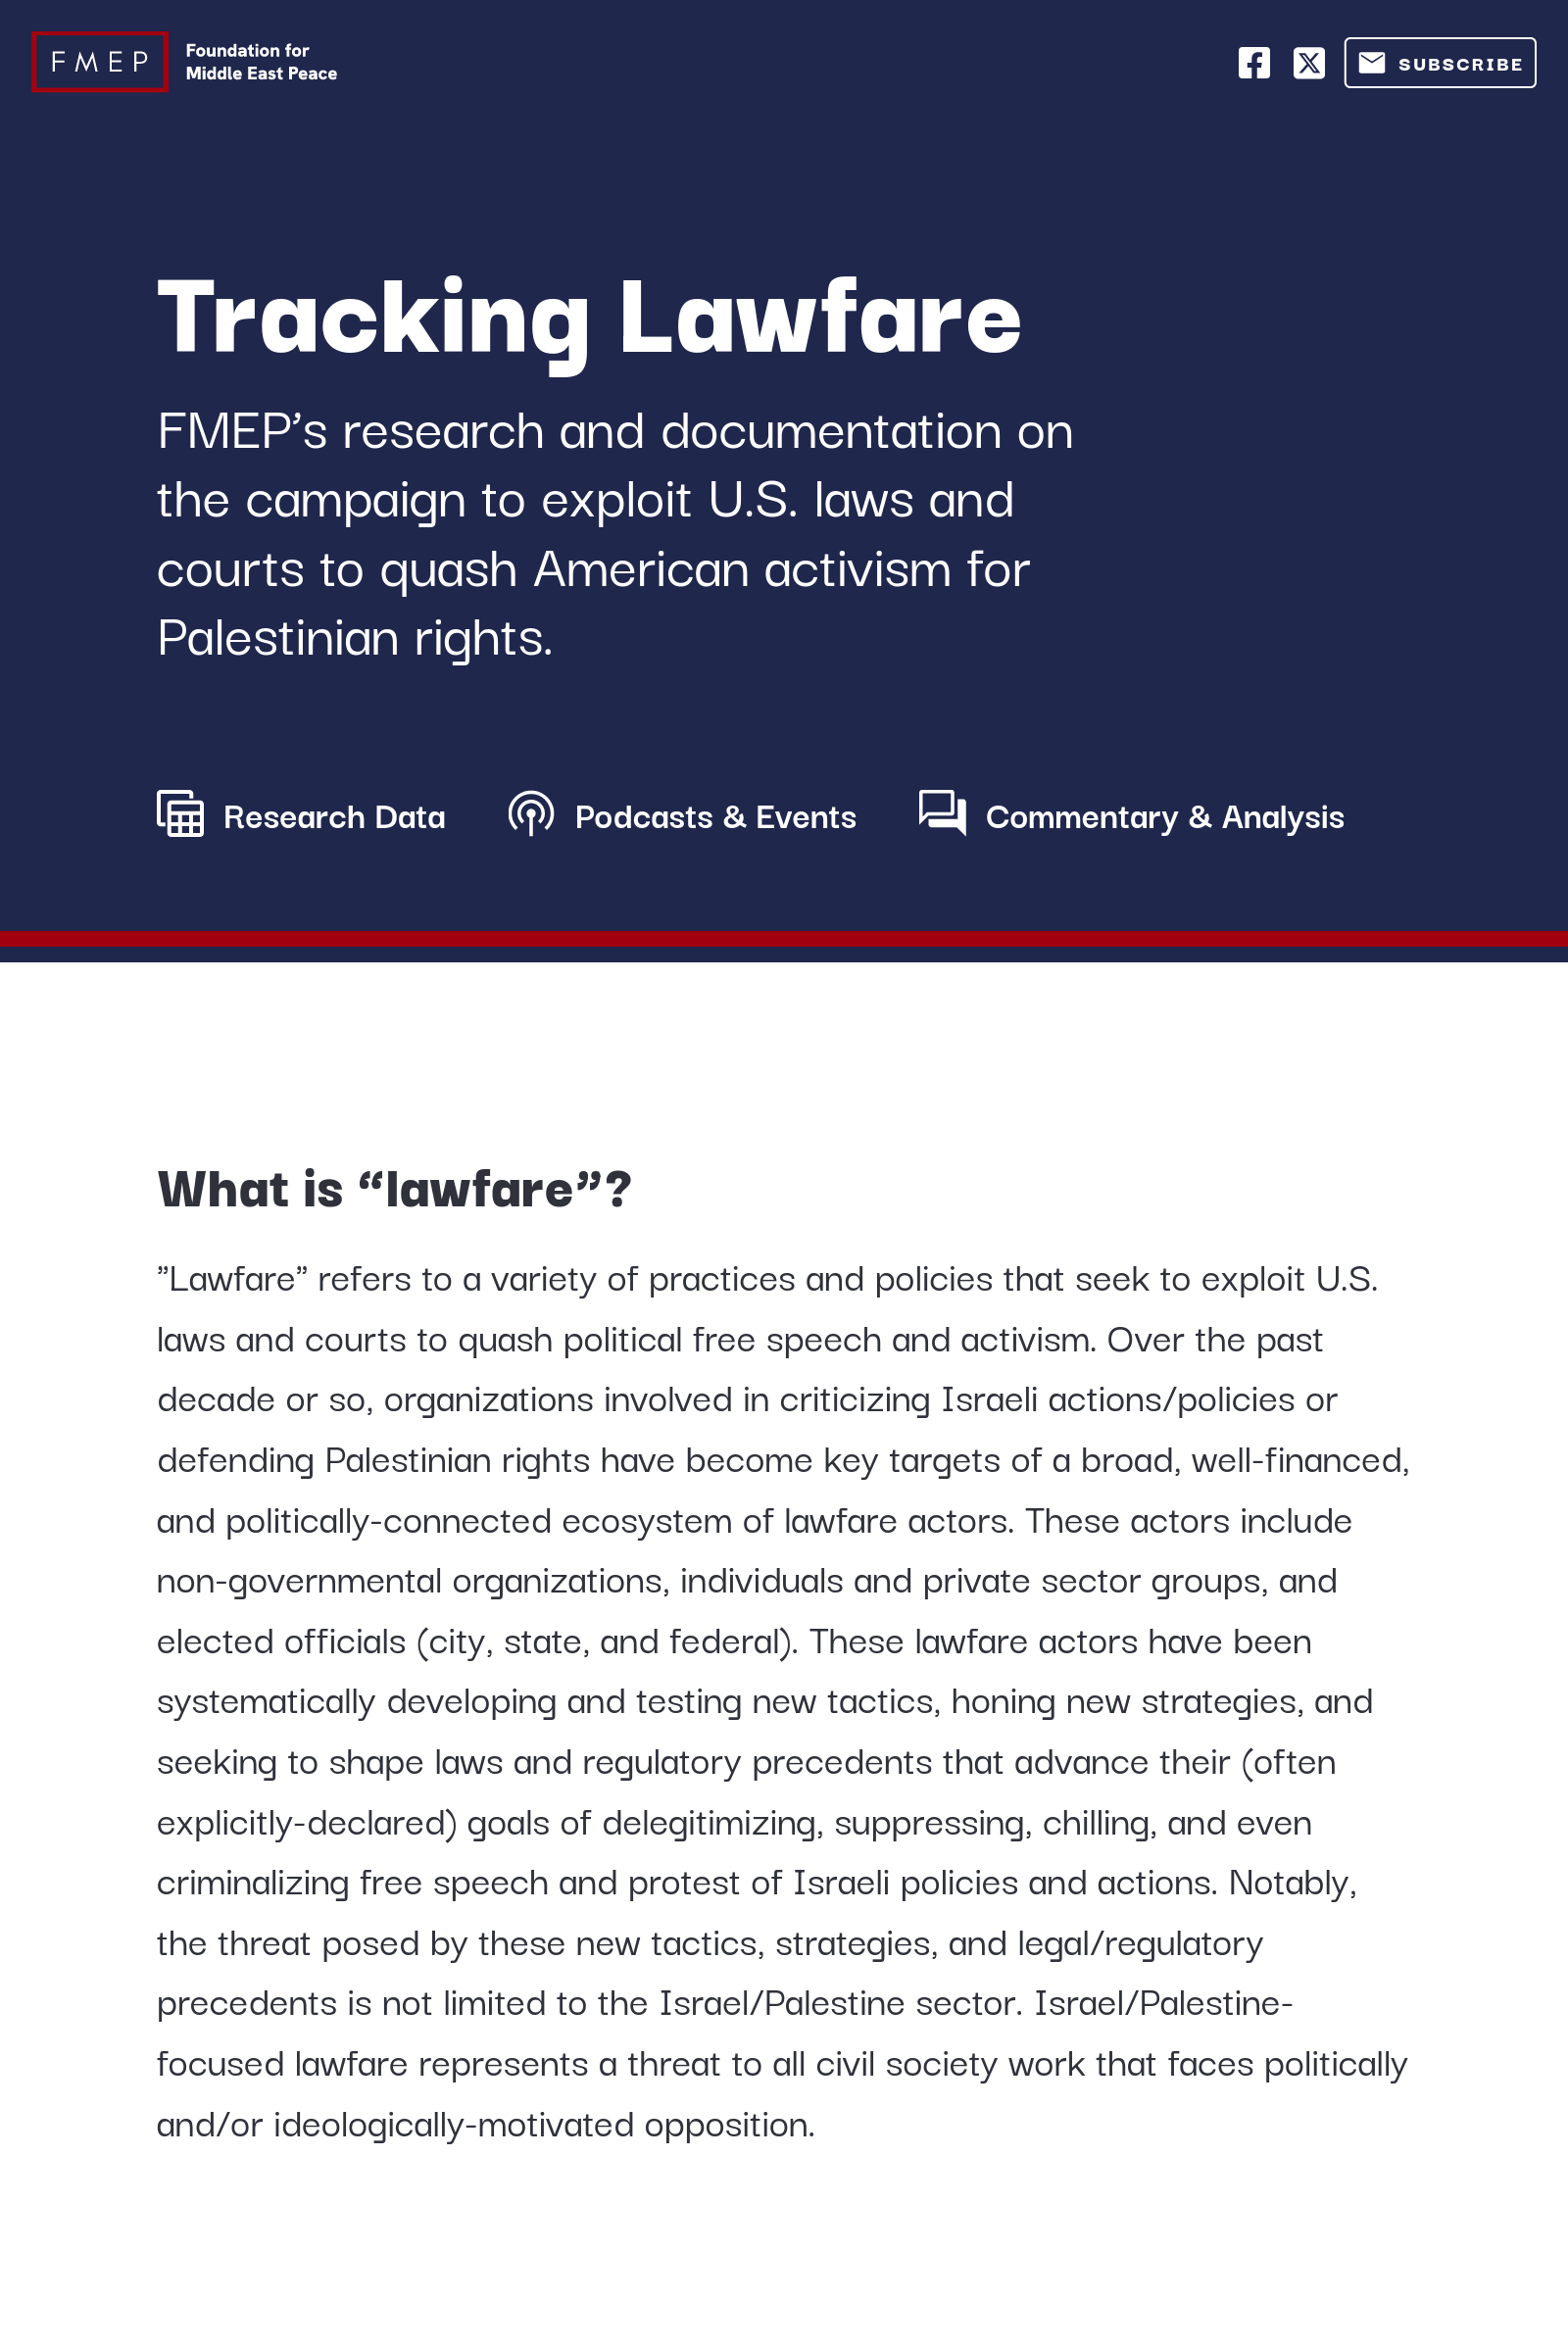 FMEP
Foundation for
Middle East Peace
SUBSCRIBE
Tracking Lawfare
FMEP’s research and documentation on
the campaign to exploit U.S. laws and
courts to quash American activism for
Palestinian rights.
Research Data
Podcasts & Events
Commentary & Analysis
What is “lawfare”?
”Lawfare” refers to a variety of practices and policies that seek to exploit U.S.
laws and courts to quash political free speech and activism. Over the past
decade or so, organizations involved in criticizing Israeli actions/policies or
defending Palestinian rights have become key targets of a broad, well-financed,
and politically-connected ecosystem of lawfare actors. These actors include
non-governmental organizations, individuals and private sector groups, and
elected officials (city, state, and federal). These lawfare actors have been
systematically developing and testing new tactics, honing new strategies, and
seeking to shape laws and regulatory precedents that advance their (often
explicitly-declared) goals of delegitimizing, suppressing, chilling, and even
criminalizing free speech and protest of Israeli policies and actions. Notably,
the threat posed by these new tactics, strategies, and legal/regulatory
precedents is not limited to the Israel/Palestine sector. Israel/Palestine-
focused lawfare represents a threat to all civil society work that faces politically
and/or ideologically-motivated opposition.